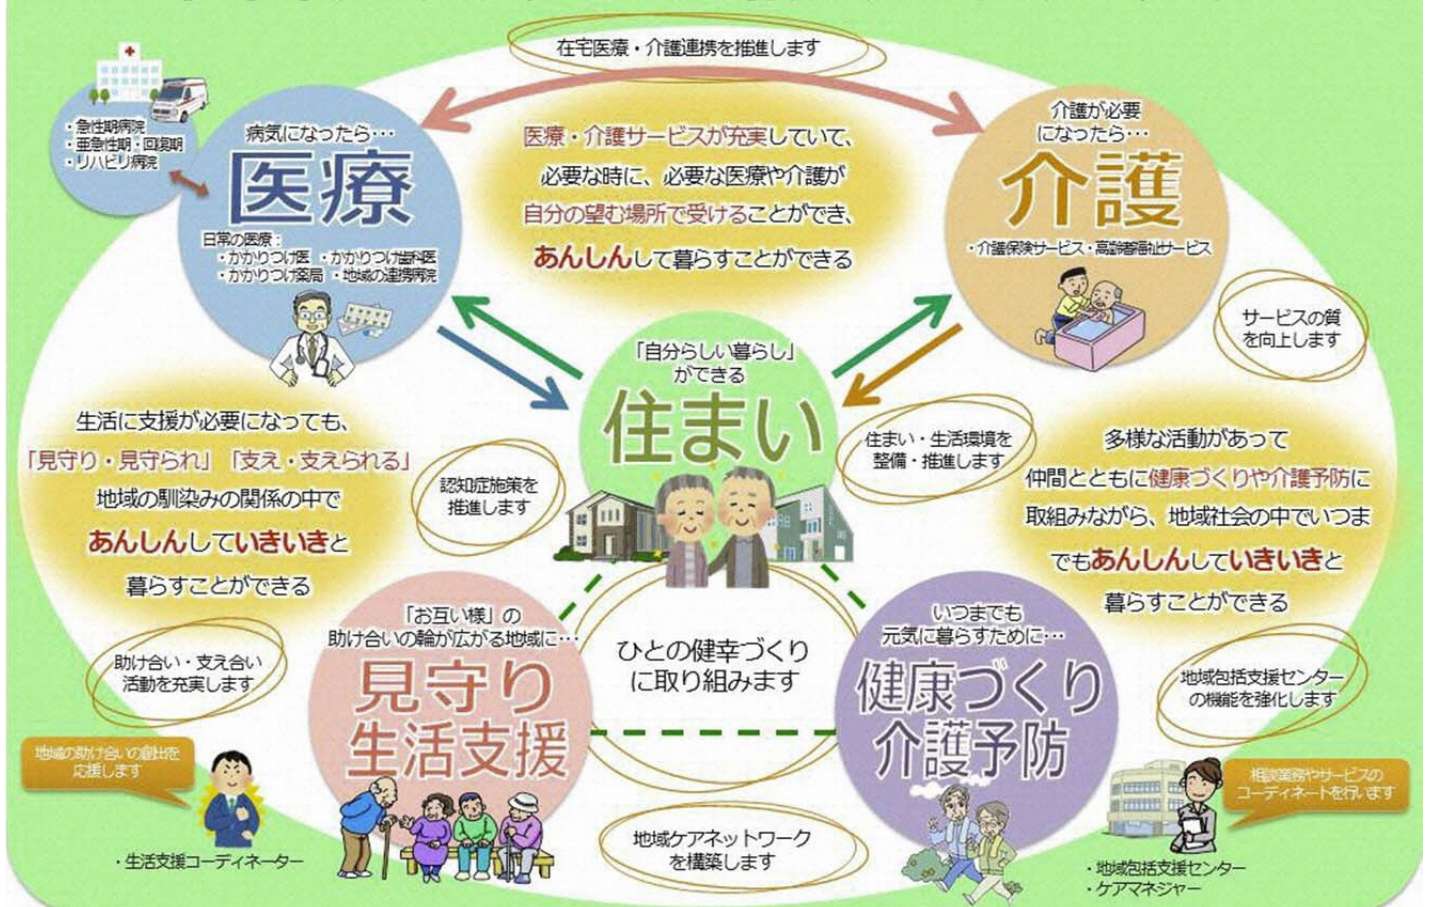 在宅医療・介護連携を推進します
・急性期病院
・亜急性期・回復期
・リハビリ病院
病気になったら…
医療
日常の医療：
・かかりつけ医 ・かかりつけ歯科医
・かかりつけ薬局 ・地域の連携病院
医療・介護サービスが充実していて、
必要な時に、必要な医療や介護が
自分の望む場所で受けることができ、
あんしんして暮らすことができる
介護が必要
になったら…
介護
・介護保険サービス・高齢者福祉サービス
サービスの質
を向上します
「自分らしい暮らし」
ができる
住まい
生活に支援が必要になっても、
「見守り・見守られ」「支え・支えられる」
地域の馴染みの関係の中で
あんしんしていきいきと
暮らすことができる
認知症施策を
推進します
住まい・生活環境を
整備・推進します
多様な活動があって
仲間とともに健康づくりや介護予防に
取組みながら、地域社会の中でいつま
でもあんしんしていきいきと
暮らすことができる
「お互い様」の
助け合いの輪が広がる地域に…
見守り
生活支援
ひとの健幸づくり
に取り組みます
いつまでも
元気に暮らすために…
健康づくり
介護予防
助け合い・支え合い
活動を充実します
地域包括支援センター
の機能を強化します
地域の助け合いの創出を
応援します
・生活支援コーディネーター
地域ケアネットワーク
を構築します
相談業務やサービスの
コーディネートを行います
・地域包括支援センター
・ケアマネジャー